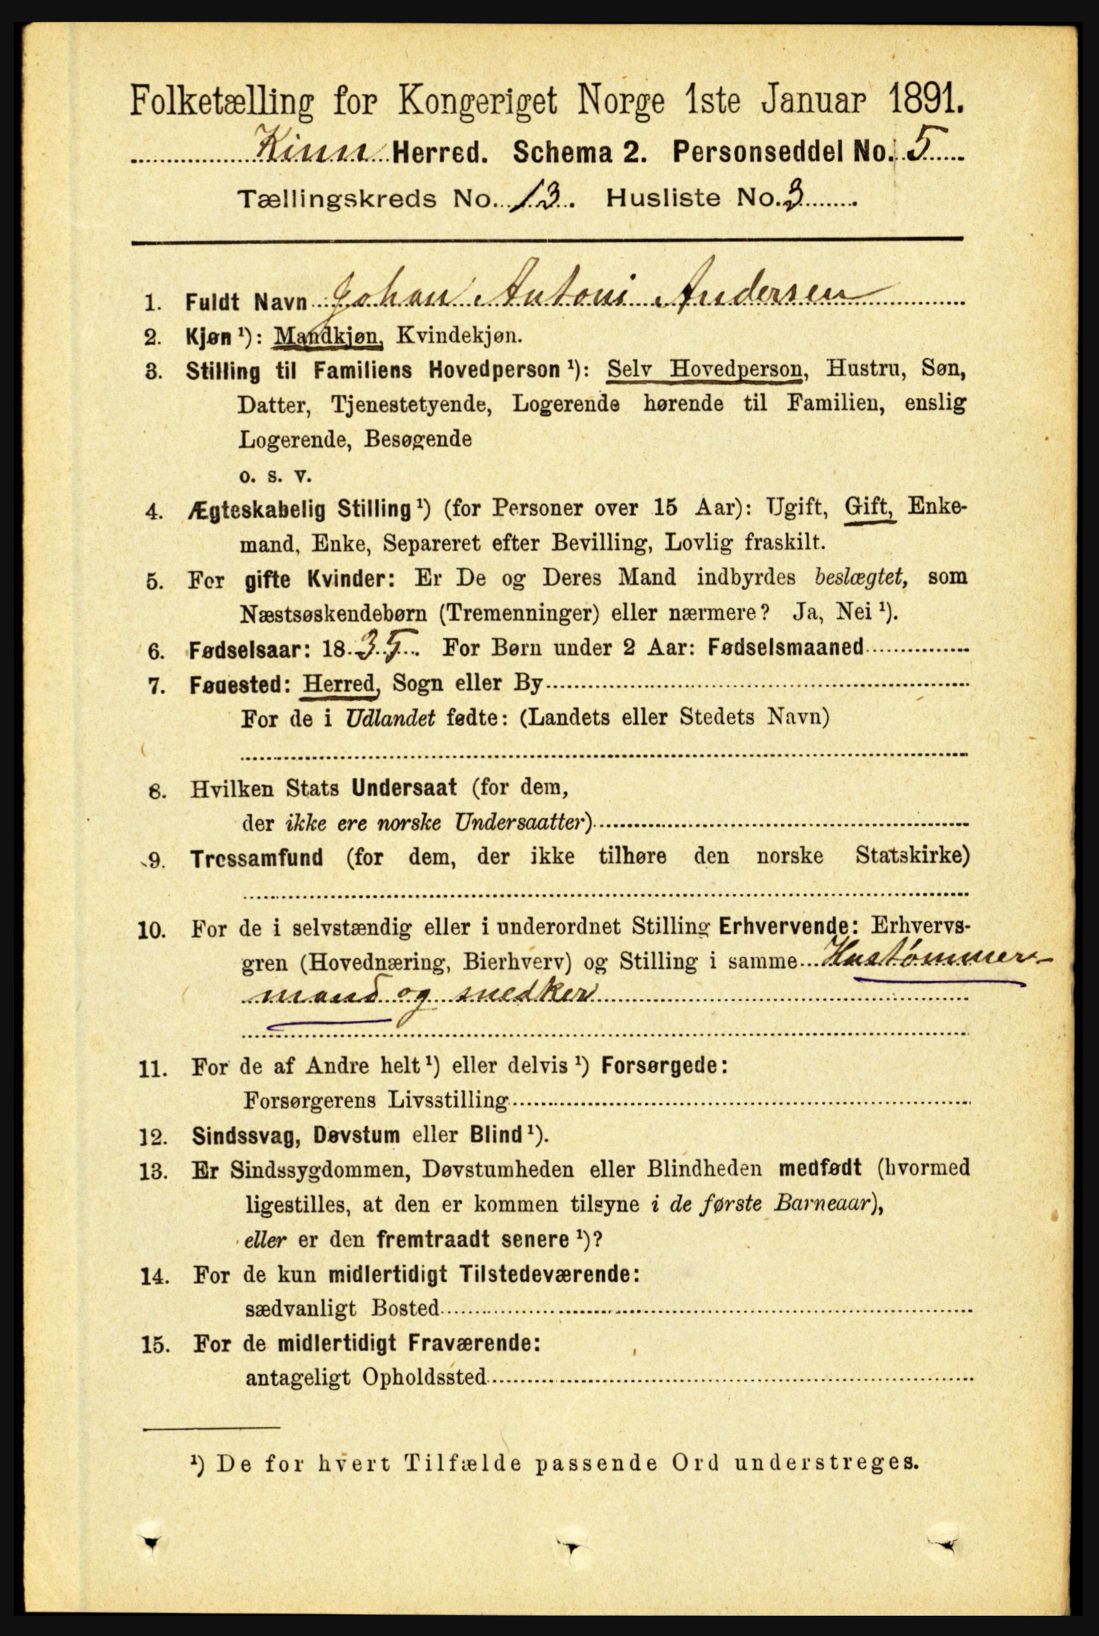 Folketælling for Kongeriget Norge 1ste Januar 1891.
Kinn Herred. Schema 2. Personseddel No. 5
Tællingskreds No. 13. Husliste No. 3
1. Fuldt Navn Johan Antoni Andersen
2. Kjøn ¹): Mandkjøn, Kvindekjøn.
3. Stilling til Familiens Hovedperson ¹): Selv Hovedperson, Hustru, Søn,
Datter, Tjenestetyende, Logerende hørende til Familien, enslig
Logerende, Besøgende
o. s. v.
4. Ægteskabelig Stilling ¹) (for Personer over 15 Aar): Ugift, Gift, Enke-
mand, Enke, Separeret efter Bevilling, Lovlig fraskilt.
5. For gifte Kvinder: Er De og Deres Mand indbyrdes beslægtet, som
Næstsøskendebørn (Tremenninger) eller nærmere? Ja, Nei ¹).
6. Fødselsaar: 1835. For Børn under 2 Aar: Fødselsmaaned
7. Føuested: Herred, Sogn eller By
For de i Udlandet fødte: (Landets eller Stedets Navn)
8. Hvilken Stats Undersaat (for dem,
der ikke ere norske Undersaatter)
9. Trossamfund (for dem, der ikke tilhøre den norske Statskirke)
10. For de i selvstændig eller i underordnet Stilling Erhvervende: Erhvervs-
gren (Hovednæring, Bierhverv) og Stilling i samme Hustømmer-
mand og snedker
11. For de af Andre helt ¹) eller delvis ¹) Forsørgede:
Forsørgerens Livsstilling
12. Sindssvag, Døvstum eller Blind ¹).
13. Er Sindssygdommen, Døvstumheden eller Blindheden medfødt (hvormed
ligestilles, at den er kommen tilsyne i de første Barneaar),
eller er den fremtraadt senere ¹)?
14. For de kun midlertidigt Tilstedeværende:
sædvanligt Bosted
15. For de midlertidigt Fraværende:
antageligt Opholdssted
¹) De for hvert Tilfælde passende Ord understreges.